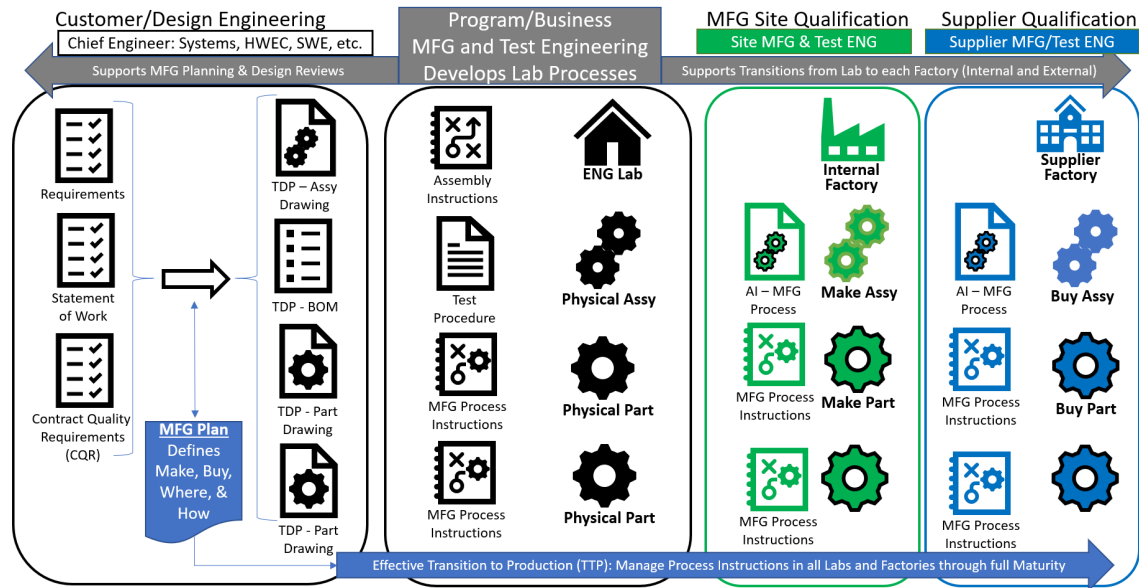 Customer/Design Engineering
Chief Engineer: Systems, HWEC, SWE, etc.
Supports MFG Planning & Design Reviews
Program/Business
MFG and Test Engineering
Develops Lab Processes
MFG Site Qualification
Site MFG & Test ENG
Supplier Qualification
Supplier MFG/Test ENG
Supports Transitions from Lab to each Factory (Internal and External)
Requirements
Statement
of Work
Contract Quality
Requirements
(CQR)
MFG Plan
Defines
Make, Buy,
Where, &
How
TDP – Assy
Drawing
TDP - BOM
TDP - Part
Drawing
TDP - Part
Drawing
Assembly
Instructions
Test
Procedure
MFG Process
Instructions
MFG Process
Instructions
ENG Lab
Physical Assy
Physical Part
Physical Part
Internal
Factory
AI – MFG
Process
Make Assy
MFG Process
Instructions
Make Part
MFG Process
Instructions
Supplier
Factory
AI – MFG
Process
Buy Assy
MFG Process
Instructions
Buy Part
MFG Process
Instructions
Effective Transition to Production (TTP): Manage Process Instructions in all Labs and Factories through full Maturity